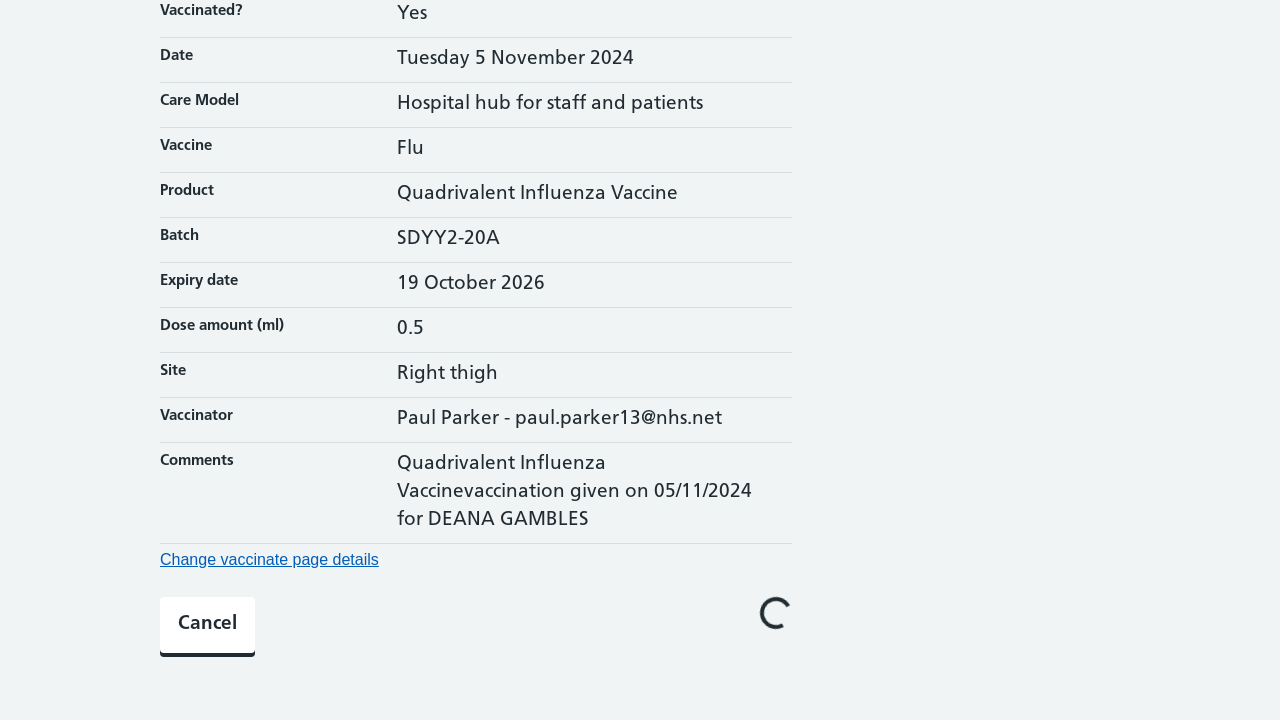 Vaccinated? Yes
Date Tuesday 5 November 2024
Care Model Hospital hub for staff and patients
Vaccine Flu
Product Quadrivalent Influenza Vaccine
Batch SDYY2-20A
Expiry date 19 October 2026
Dose amount (ml) 0.5
Site Right thigh
Vaccinator Paul Parker - paul.parker13@nhs.net
Comments Quadrivalent Influenza
Vaccinevaccination given on 05/11/2024
for DEANA GAMBLES
Change vaccinate page details
Cancel